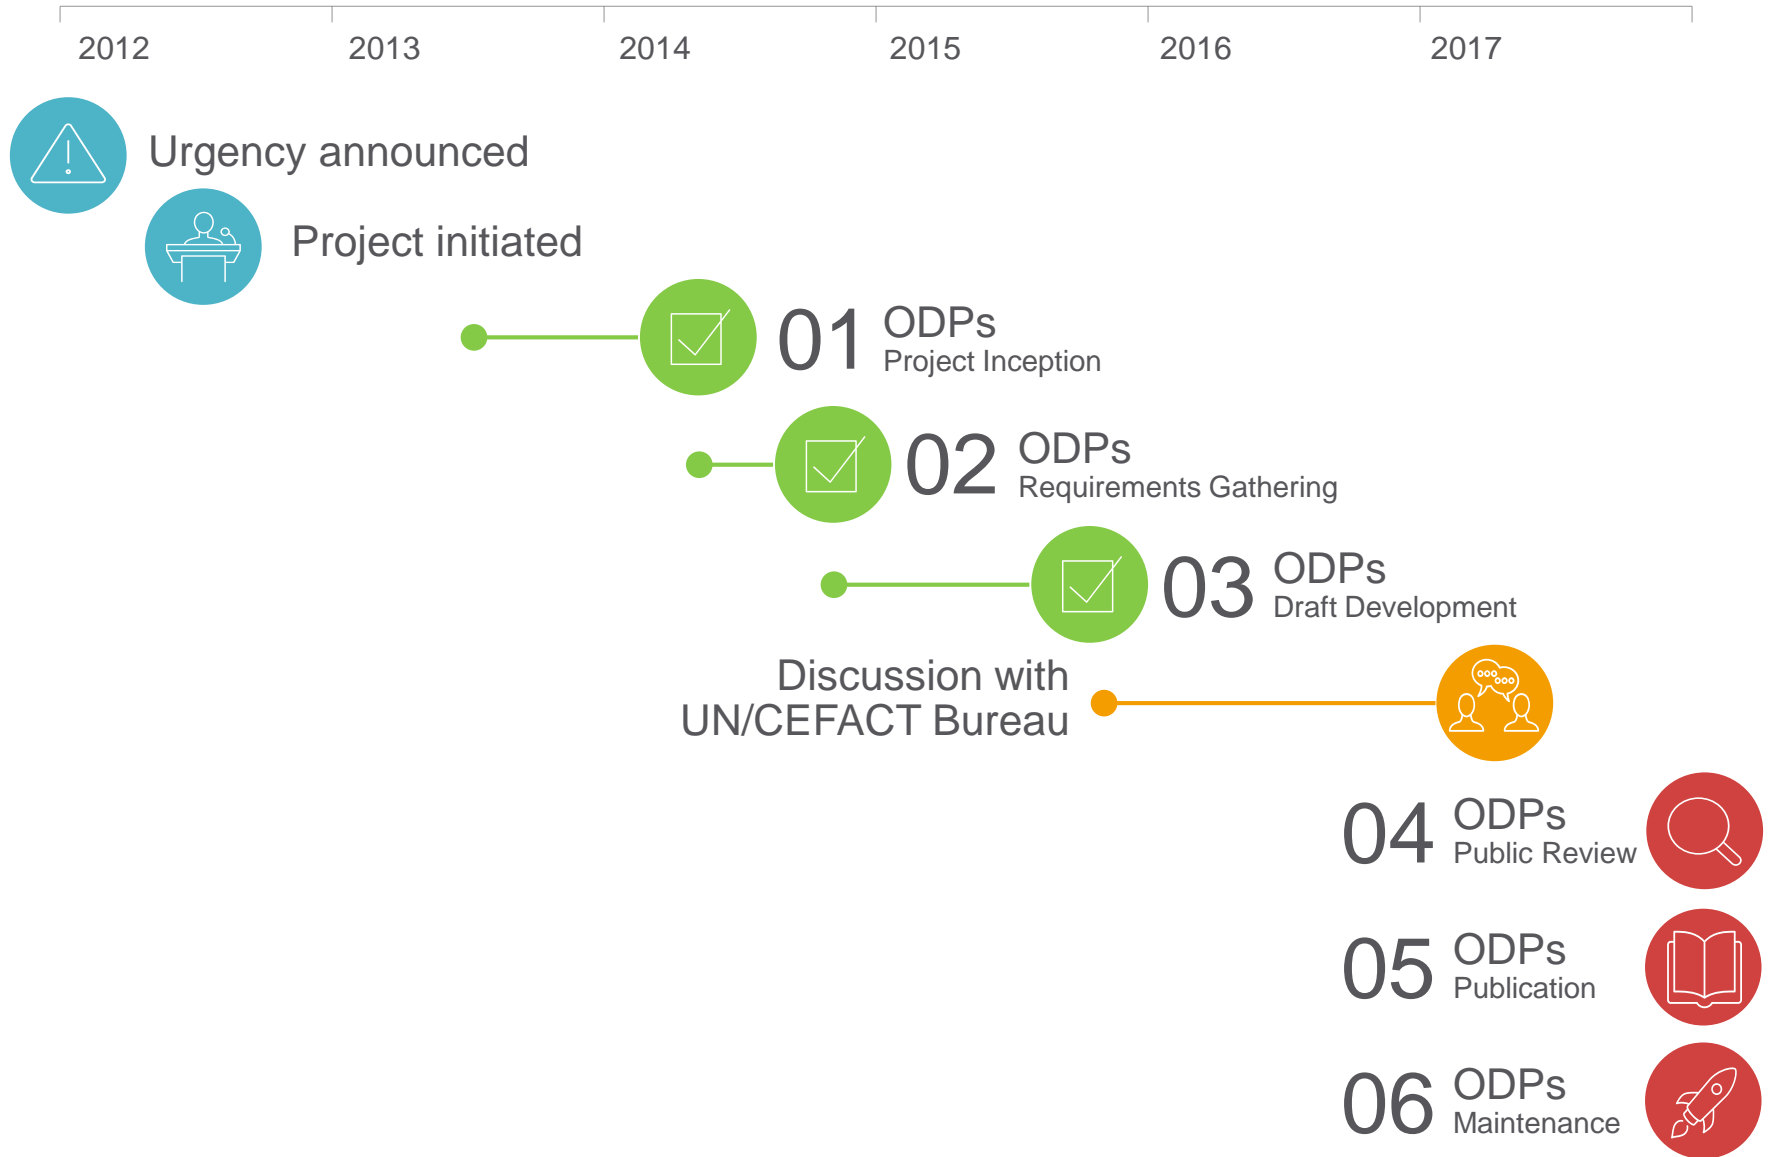 2012 2013 2014 2015 2016 2017
Urgency announced
Project initiated
01 ODPs
Project Inception
02 ODPs
Requirements Gathering
03 ODPs
Draft Development
Discussion with
UN/CEFACT Bureau
04 ODPs
Public Review
05 ODPs
Publication
06 ODPs
Maintenance